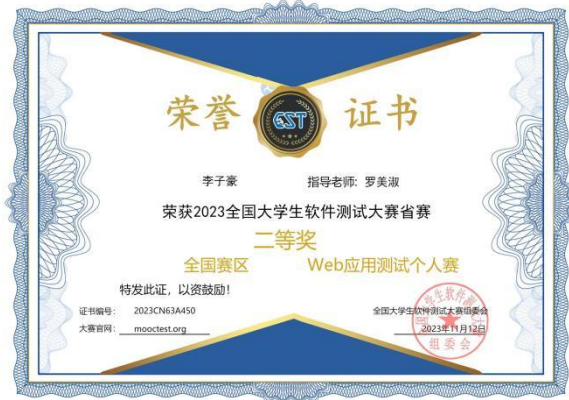 荣誉 证书
EST
李子豪 指导老师：罗美淑
荣获2023全国大学生软件测试大赛省赛
二等奖
全国赛区 Web应用测试个人赛
特发此证，以资鼓励！
证书编号： 2023CN63A450
全国大学生软件测试大赛组委会
大赛官网： mooctest.org
2023年11月12日
组委会